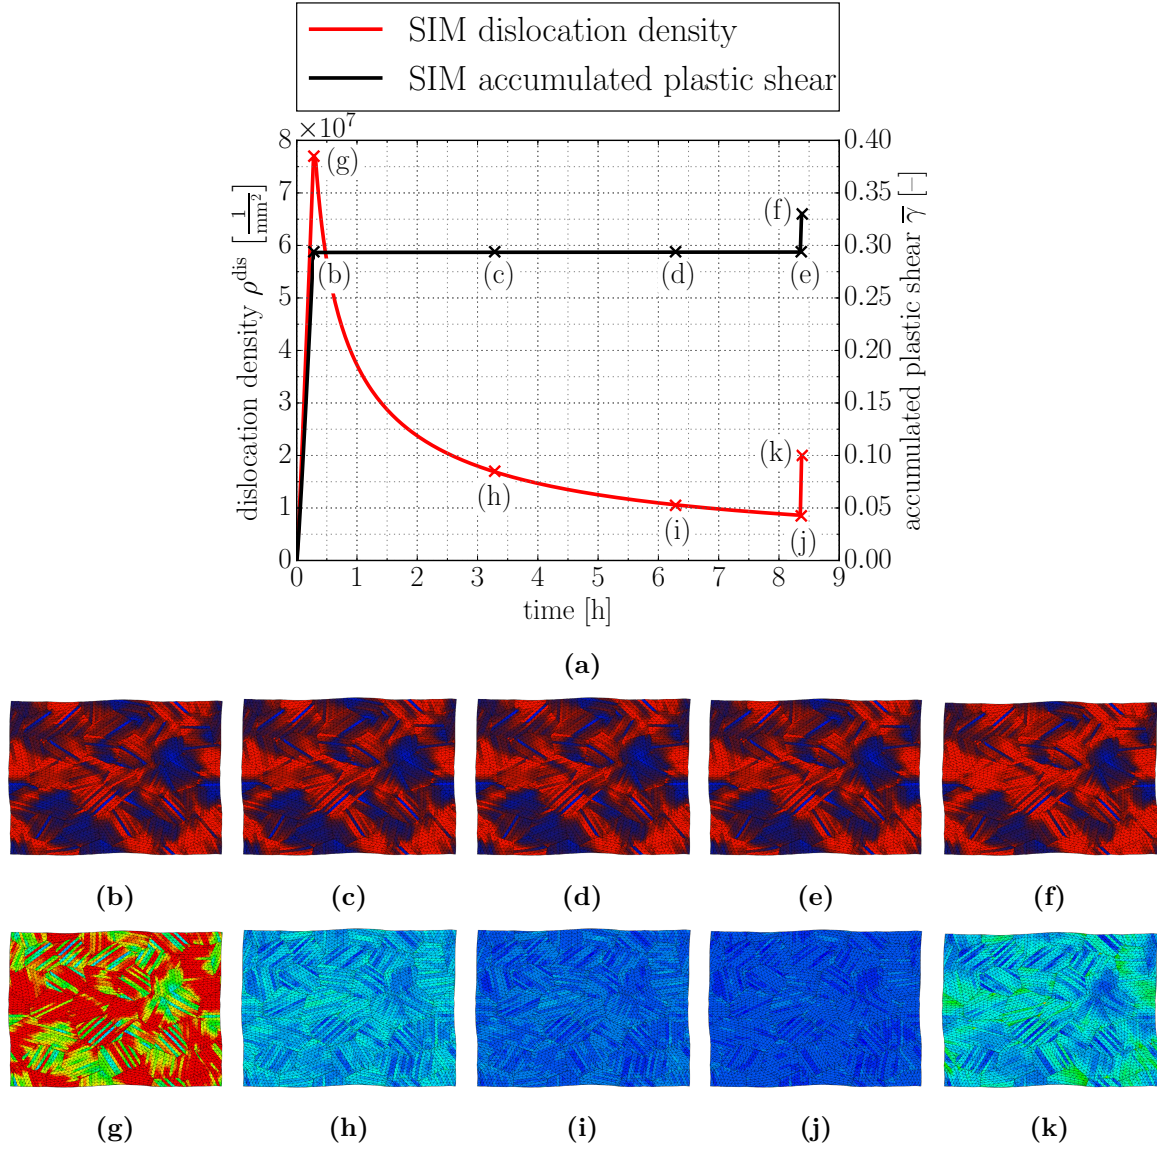 SIM dislocation density
SIM accumulated plastic shear
×10⁷
8
7
6
5
4
3
2
1
0
dislocation density ρ^dis [1/mm²]
0.40
0.35
0.30
0.25
0.20
0.15
0.10
0.05
0.00
accumulated plastic shear γ̅ [−]
(g)
(f)
(b)
(c)
(d)
(e)
(k)
(h)
(i)
(j)
0 1 2 3 4 5 6 7 8 9
time [h]
(a)
(b) (c) (d) (e) (f)
(g) (h) (i) (j) (k)